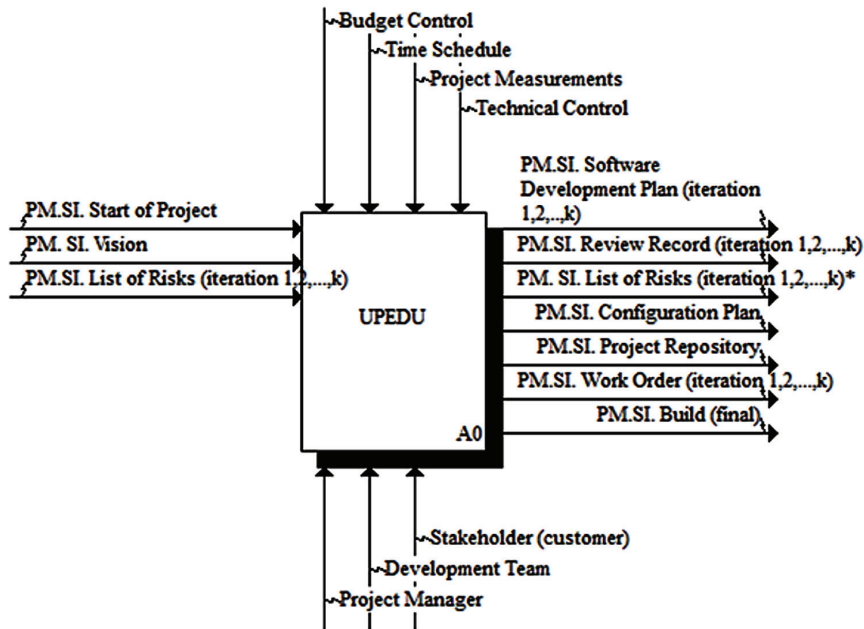 Budget Control
Time Schedule
Project Measurements
Technical Control
PM.SI. Start of Project
PM. SI. Vision
PM.SI. List of Risks (iteration 1,2,...,k)
UPEDU
A0
PM.SI. Software
Development Plan (iteration
1,2,..,k)
PM.SI. Review Record (iteration 1,2,...,k)
PM. SI. List of Risks (iteration 1,2,...,k)*
PM.SI. Configuration Plan
PM.SI. Project Repository
PM.SI. Work Order (iteration 1,2,...,k)
PM.SI. Build (final)
Stakeholder (customer)
Development Team
Project Manager